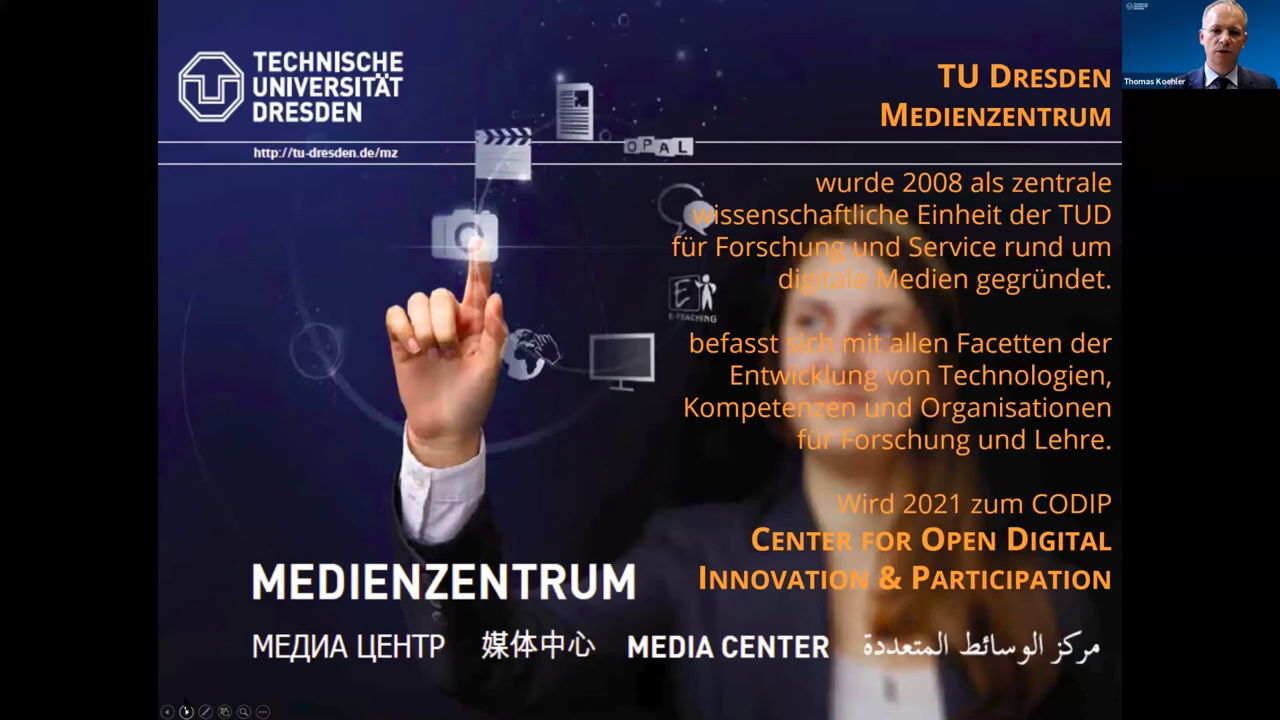 TECHNISCHE
UNIVERSITÄT
DRESDEN
http://tu-dresden.de/mz
OPAL
E-TEACHING
TU DRESDEN
MEDIENZENTRUM
wurde 2008 als zentrale
wissenschaftliche Einheit der TUD
für Forschung und Service rund um
digitale Medien gegründet.
befasst sich mit allen Facetten der
Entwicklung von Technologien,
Kompetenzen und Organisationen
für Forschung und Lehre.
Wird 2021 zum CODIP
CENTER FOR OPEN DIGITAL
INNOVATION & PARTICIPATION
MEDIENZENTRUM
МЕДИА ЦЕНТР 媒体中心 MEDIA CENTER مركز الوسائط المتعددة
Thomas Koehler